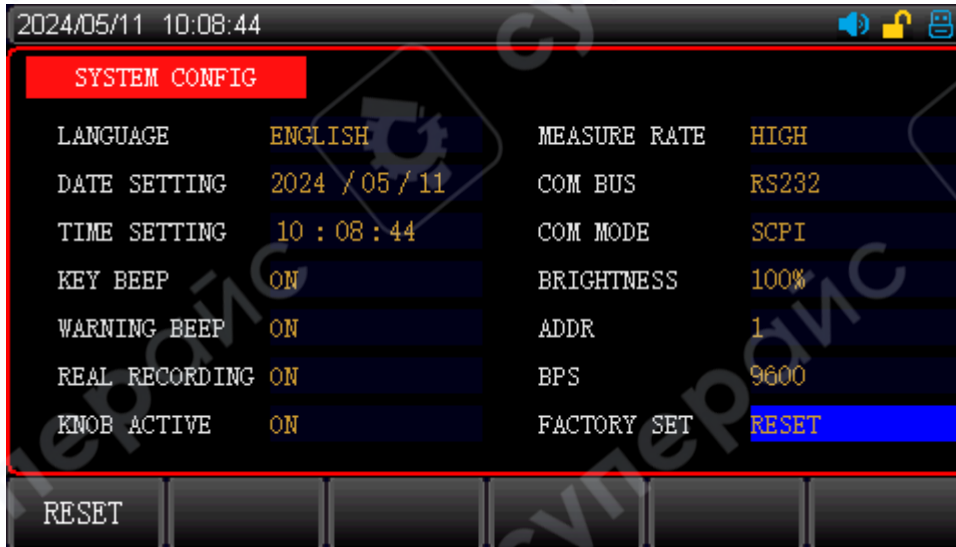 2024/05/11 10:08:44
SYSTEM CONFIG
LANGUAGE ENGLISH MEASURE RATE HIGH
DATE SETTING 2024 / 05 / 11 COM BUS RS232
TIME SETTING 10 : 08 : 44 COM MODE SCPI
KEY BEEP ON BRIGHTNESS 100%
WARNING BEEP ON ADDR 1
REAL RECORDING ON BPS 9600
KNOB ACTIVE ON FACTORY SET RESET
RESET